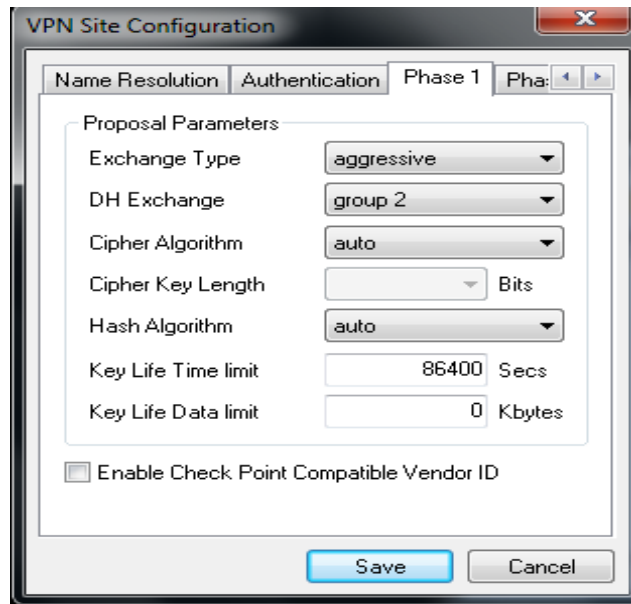 VPN Site Configuration
Name Resolution Authentication Phase 1 Pha:
Proposal Parameters
Exchange Type aggressive
DH Exchange group 2
Cipher Algorithm auto
Cipher Key Length Bits
Hash Algorithm auto
Key Life Time limit 86400 Secs
Key Life Data limit 0 Kbytes
Enable Check Point Compatible Vendor ID
Save Cancel